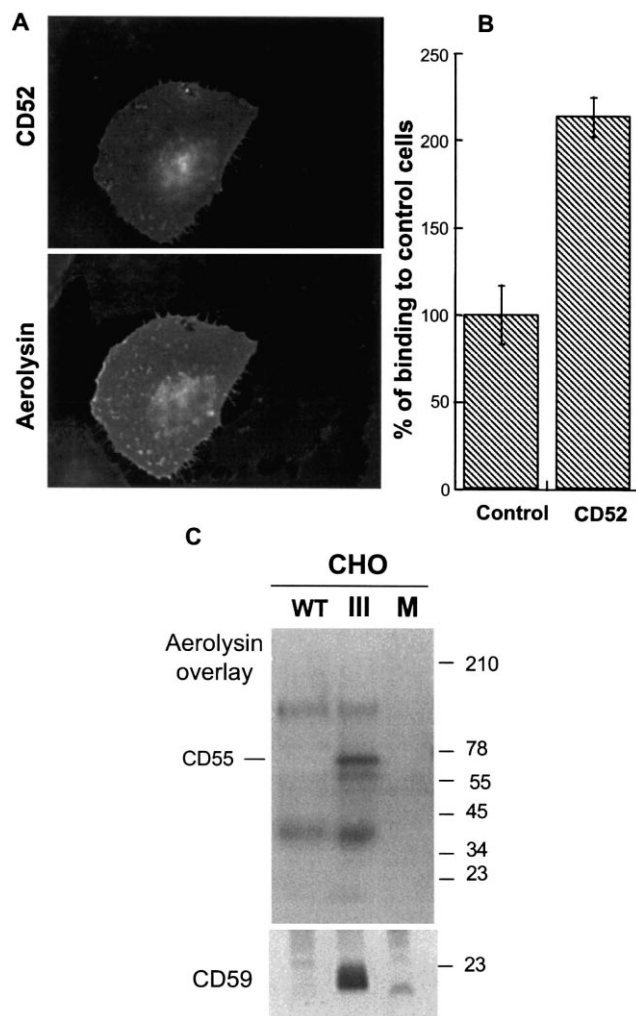 A
CD52
Aerolysin
B
% of binding to control cells
250
200
150
100
50
0
Control CD52
C
CHO
WT III M
Aerolysin
overlay
210
CD55
78
55
45
34
23
CD59
23